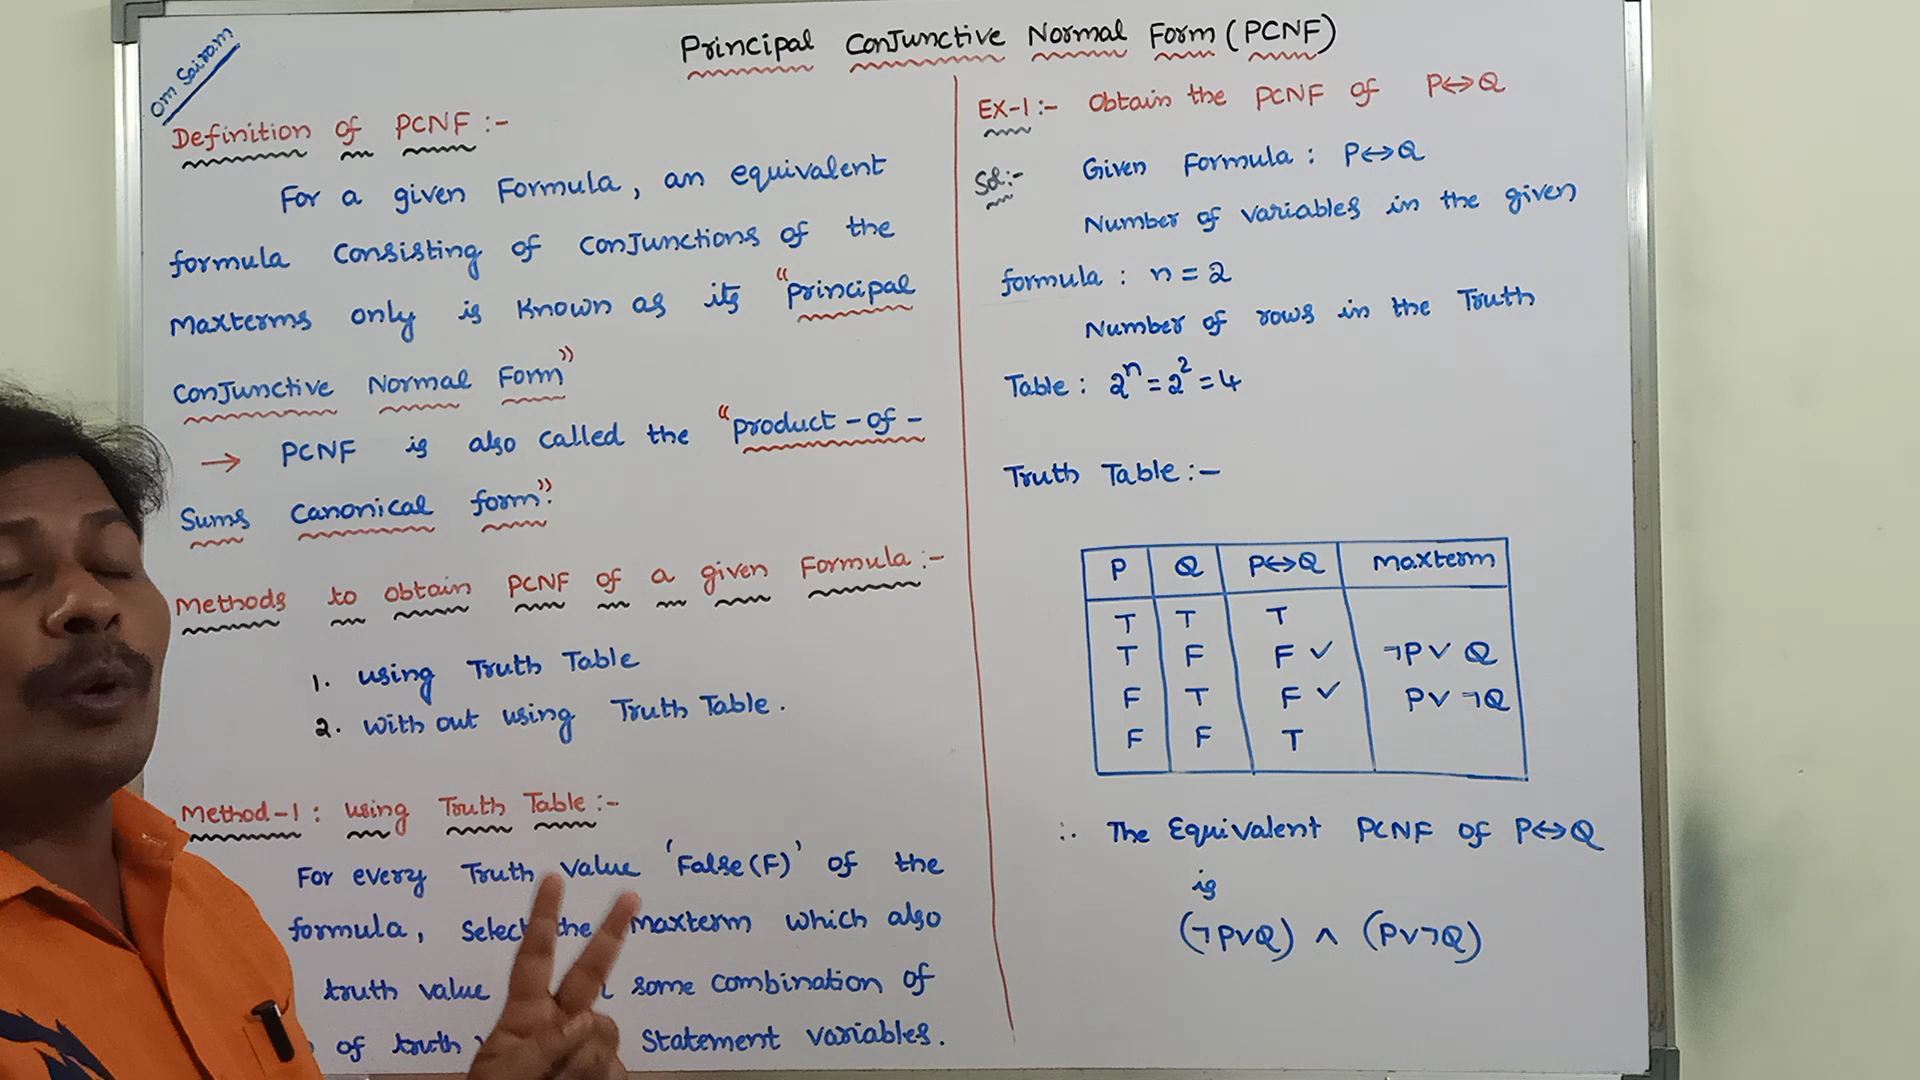 Om Sairam
Principal Conjunctive Normal Form (PCNF)
Definition of PCNF :-
For a given Formula, an equivalent
formula consisting of conjunctions of the
Maxterms only is known as its "Principal
Conjunctive Normal Form"
→ PCNF is also called the "Product-of-
Sums Canonical form".
Methods to obtain PCNF of a given Formula :-
1. using Truth Table
2. with out using Truth Table.
Method-1 : using Truth Table :-
For every Truth value 'False(F)' of the
formula, Select the Maxterm which also
truth value some combination of
of truth Statement variables.
EX-1 :- Obtain the PCNF of P↔Q
Sol:- Given Formula : P↔Q
Number of variables in the given
formula : n = 2
Number of rows in the Truth
Table : 2ⁿ = 2² = 4
Truth Table :-
P Q P↔Q Maxterm
T T T
T F F ✓ ¬P∨Q
F T F ✓ P∨¬Q
F F T
∴ The Equivalent PCNF of P↔Q
is
(¬P∨Q) ∧ (P∨¬Q)